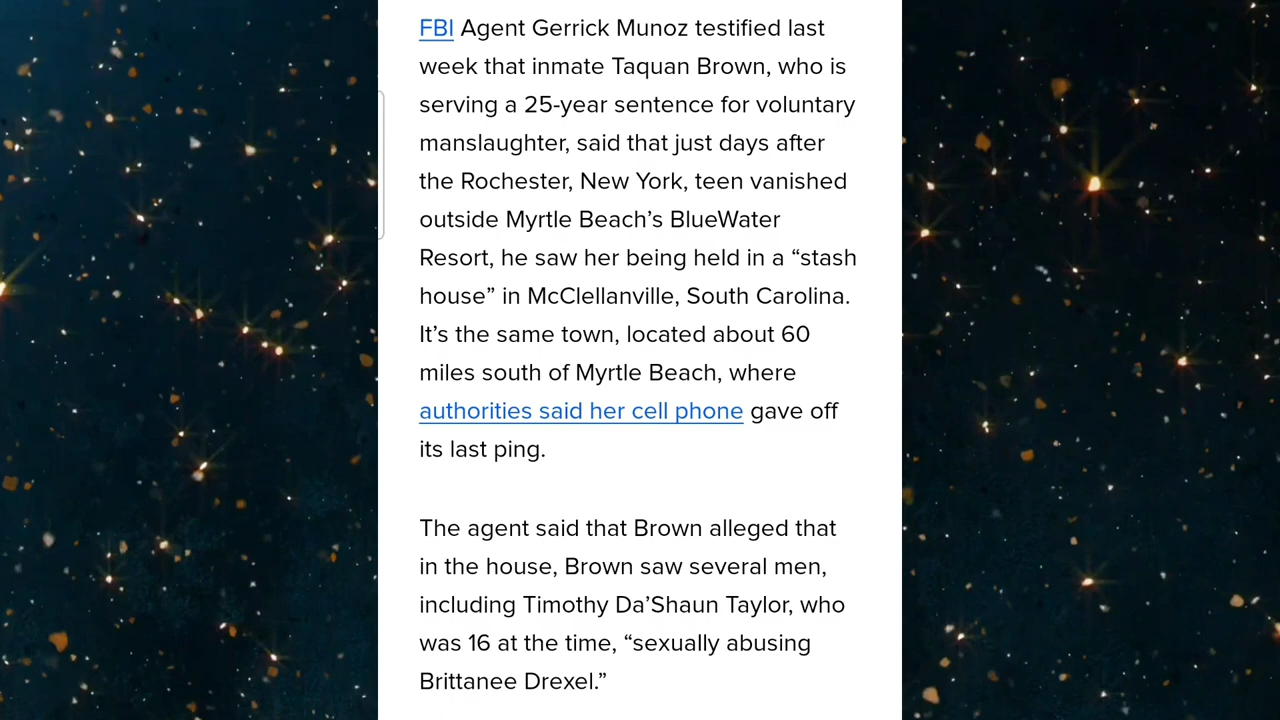 FBI Agent Gerrick Munoz testified last
week that inmate Taquan Brown, who is
serving a 25-year sentence for voluntary
manslaughter, said that just days after
the Rochester, New York, teen vanished
outside Myrtle Beach’s BlueWater
Resort, he saw her being held in a “stash
house” in McClellanville, South Carolina.
It’s the same town, located about 60
miles south of Myrtle Beach, where
authorities said her cell phone gave off
its last ping.
The agent said that Brown alleged that
in the house, Brown saw several men,
including Timothy Da’Shaun Taylor, who
was 16 at the time, “sexually abusing
Brittanee Drexel.”